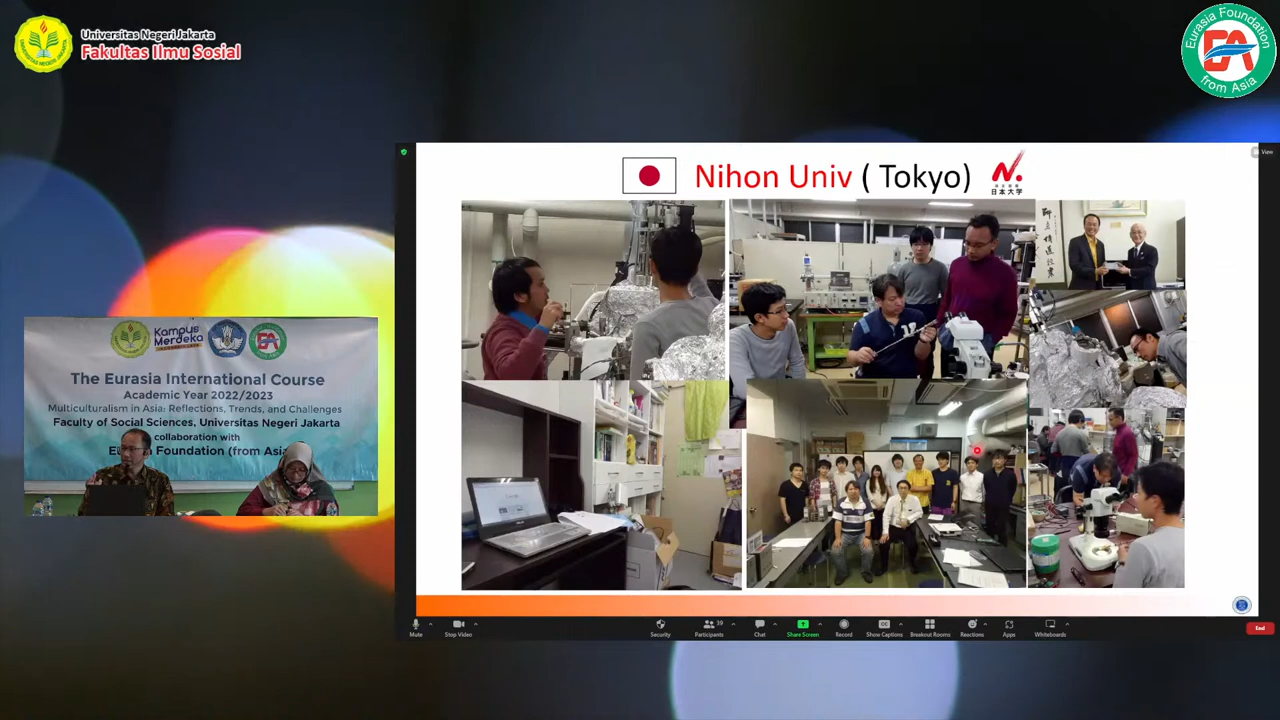 Universitas Negeri Jakarta
Fakultas Ilmu Sosial
Eurasia Foundation
EA
from Asia
View
Nihon Univ ( Tokyo)
日本大学
Kampus
Merdeka
The Eurasia International Course
Academic Year 2022/2023
Multiculturalism in Asia: Reflections, Trends, and Challenges
Faculty of Social Sciences, Universitas Negeri Jakarta
collaboration with
Foundation (from Asia
Mute
Stop Video
Security
Participants
39
Chat
Share Screen
Record
Show Captions
Breakout Rooms
Reactions
Apps
Whiteboards
End